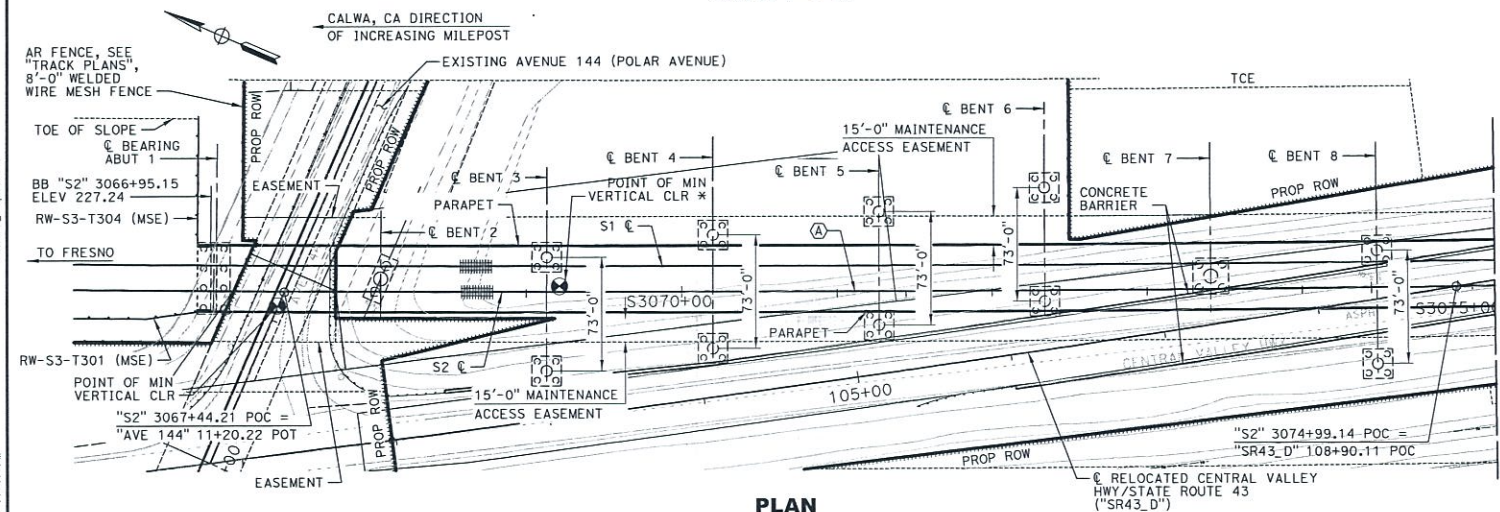 CALWA, CA DIRECTION
OF INCREASING MILEPOST
AR FENCE, SEE
"TRACK PLANS",
8'-0" WELDED
WIRE MESH FENCE
EXISTING AVENUE 144 (POLAR AVENUE)
TCE
TOE OF SLOPE
℄ BEARING
ABUT 1
BB "S2" 3066+95.15
ELEV 227.24
RW-S3-T304 (MSE)
TO FRESNO
PROP ROW
PROP ROW
EASEMENT
PARAPET
℄ BENT 2
℄ BENT 3
℄ BENT 4
POINT OF MIN
VERTICAL CLR *
S1 ℄
℄ BENT 5
15'-0" MAINTENANCE
ACCESS EASEMENT
℄ BENT 6
℄ BENT 7
℄ BENT 8
CONCRETE
BARRIER
PROP ROW
A
73'-0"
73'-0"
73'-0"
73'-0"
73'-0"
S3070+00
S3075+00
PARAPET
RW-S3-T301 (MSE)
POINT OF MIN
VERTICAL CLR
"S2" 3067+44.21 POC =
"AVE 144" 11+20.22 POT
EASEMENT
PROP ROW
S2 ℄
15'-0" MAINTENANCE
ACCESS EASEMENT
105+00
CENTRAL VALLEY HWY
PROP ROW
"S2" 3074+99.14 POC =
"SR43_D" 108+90.11 POC
℄ RELOCATED CENTRAL VALLEY
HWY/STATE ROUTE 43
("SR43_D")
PLAN